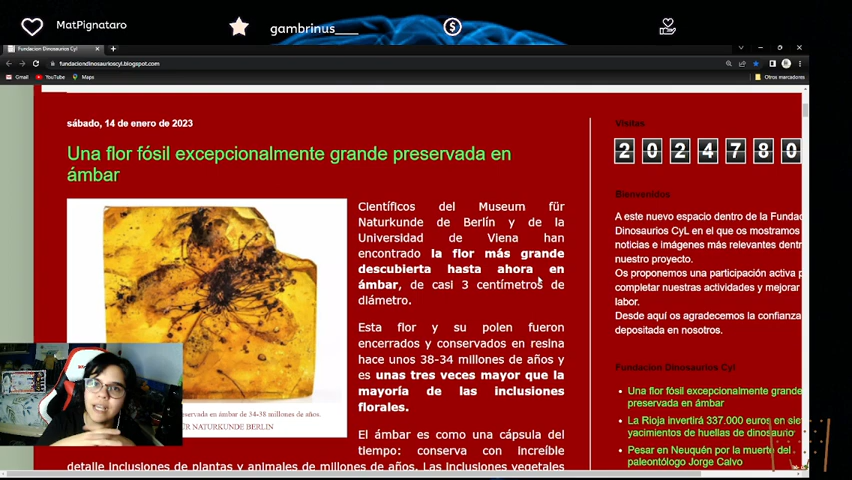 MatPignataro
gambrinus____
Fundacion Dinosaurios Cyl
fundaciondinosaurioscyl.blogspot.com
Gmail
YouTube
Maps
Otros marcadores
sábado, 14 de enero de 2023
Una flor fósil excepcionalmente grande preservada en
ámbar
Científicos del Museum für
Naturkunde de Berlín y de la
Universidad de Viena han
encontrado la flor más grande
descubierta hasta ahora en
ámbar, de casi 3 centímetros de
diámetro.
Esta flor y su polen fueron
encerrados y conservados en resina
hace unos 38-34 millones de años y
es unas tres veces mayor que la
mayoría de las inclusiones
florales.
El ámbar es como una cápsula del
tiempo: conserva con increíble
detalle inclusiones de plantas y animales de millones de años. Las inclusiones vegetales
preservada en ámbar de 34-38 millones de años.
NATURKUNDE BERLIN
Visitas
2024780
Bienvenidos
A este nuevo espacio dentro de la Fundac
Dinosaurios CyL en el que os mostramos
noticias e imágenes más relevantes dentr
nuestro proyecto.
Os proponemos una participación activa p
completar nuestras actividades y mejorar
labor.
Desde aquí os agradecemos la confianza
depositada en nosotros.
Fundacion Dinosaurios Cyl
Una flor fósil excepcionalmente grande
preservada en ámbar
La Rioja invertirá 337.000 euros en sie
yacimientos de huellas de dinosaurio
Pesar en Neuquén por la muerte del
paleontólogo Jorge Calvo